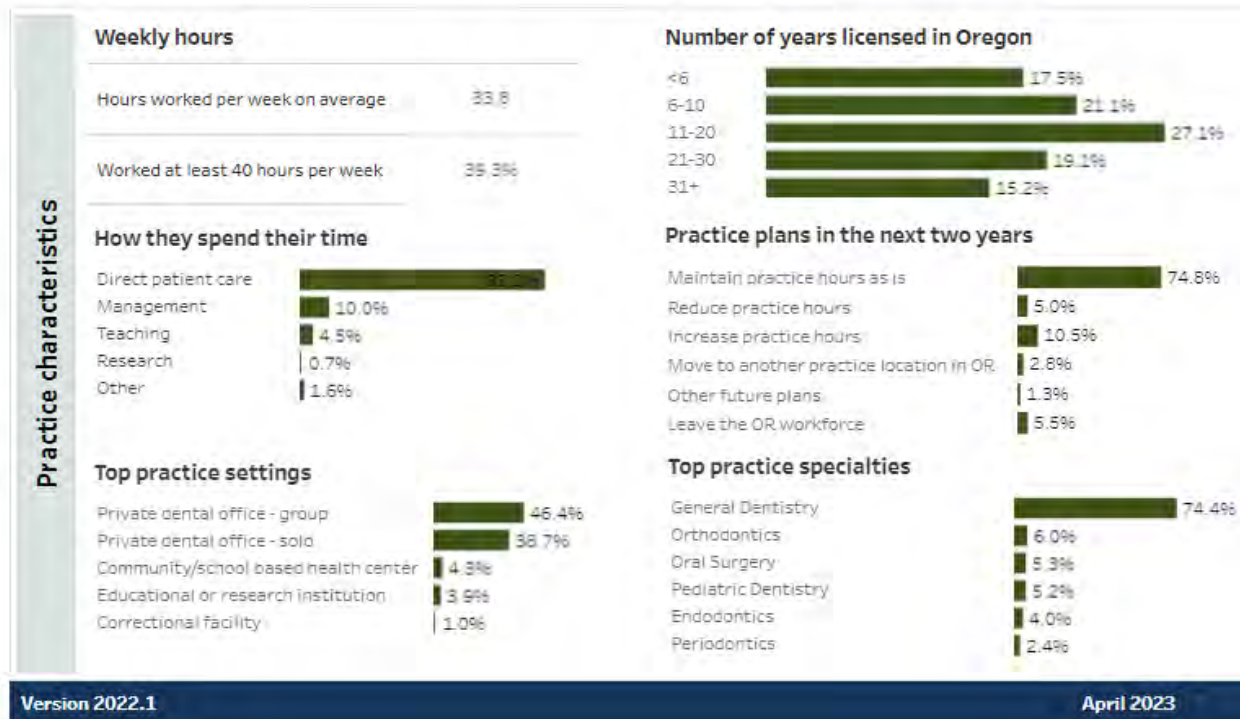 Practice characteristics
Weekly hours
Hours worked per week on average 33.8
Worked at least 40 hours per week
How they spend their time
Direct patient care
Management 10.0%
Teaching 4.5%
Research 0.7%
Other 1.6%
Top practice settings
Private dental office - group 46.4%
Private dental office - solo 38.7%
Community/school based health center 4.3%
Educational or research institution 3.9%
Correctional facility 1.0%
Number of years licensed in Oregon
<6 17.5%
6-10 21.1%
11-20 27.1%
21-30 19.1%
31+ 15.2%
Practice plans in the next two years
Maintain practice hours as is 74.8%
Reduce practice hours 5.0%
Increase practice hours 10.5%
Move to another practice location in OR 2.8%
Other future plans 1.3%
Leave the OR workforce 5.5%
Top practice specialties
General Dentistry 74.4%
Orthodontics 6.0%
Oral Surgery 5.3%
Pediatric Dentistry 5.2%
Endodontics 4.0%
Periodontics 2.4%
Version 2022.1 April 2023